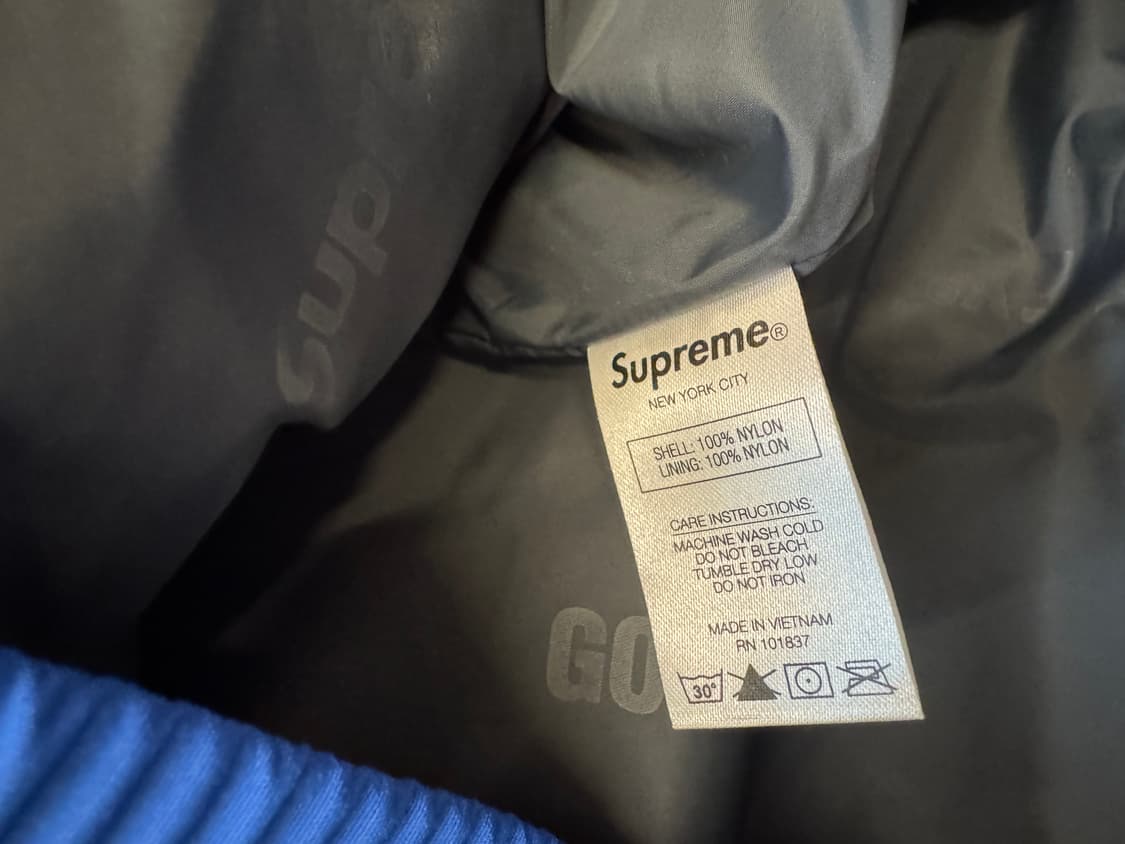 Sup
Supreme®
NEW YORK CITY
SHELL: 100% NYLON
LINING: 100% NYLON
CARE INSTRUCTIONS:
MACHINE WASH COLD
DO NOT BLEACH
TUMBLE DRY LOW
DO NOT IRON
MADE IN VIETNAM
RN 101837
30°
GO